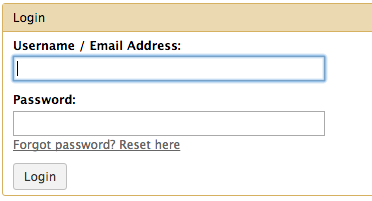 Login
Username / Email Address:
Password:
Forgot password? Reset here
Login